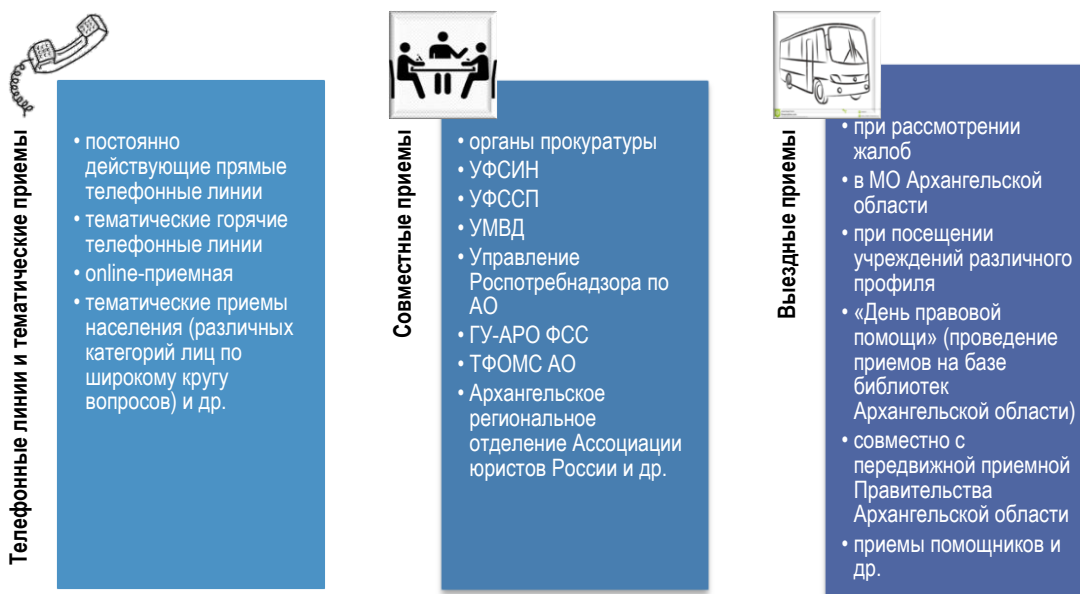 Телефонные линии и тематические приемы
• постоянно
действующие прямые
телефонные линии
• тематические горячие
телефонные линии
• online-приемная
• тематические приемы
населения (различных
категорий лиц по
широкому кругу
вопросов) и др.
Совместные приемы
• органы прокуратуры
• УФСИН
• УФССП
• УМВД
• Управление
Роспотребнадзора по
АО
• ГУ-АРО ФСС
• ТФОМС АО
• Архангельское
региональное
отделение Ассоциации
юристов России и др.
Выездные приемы
• при рассмотрении
жалоб
• в МО Архангельской
области
• при посещении
учреждений различного
профиля
• «День правовой
помощи» (проведение
приемов на базе
библиотек
Архангельской области)
• совместно с
передвижной приемной
Правительства
Архангельской области
• приемы помощников и
др.